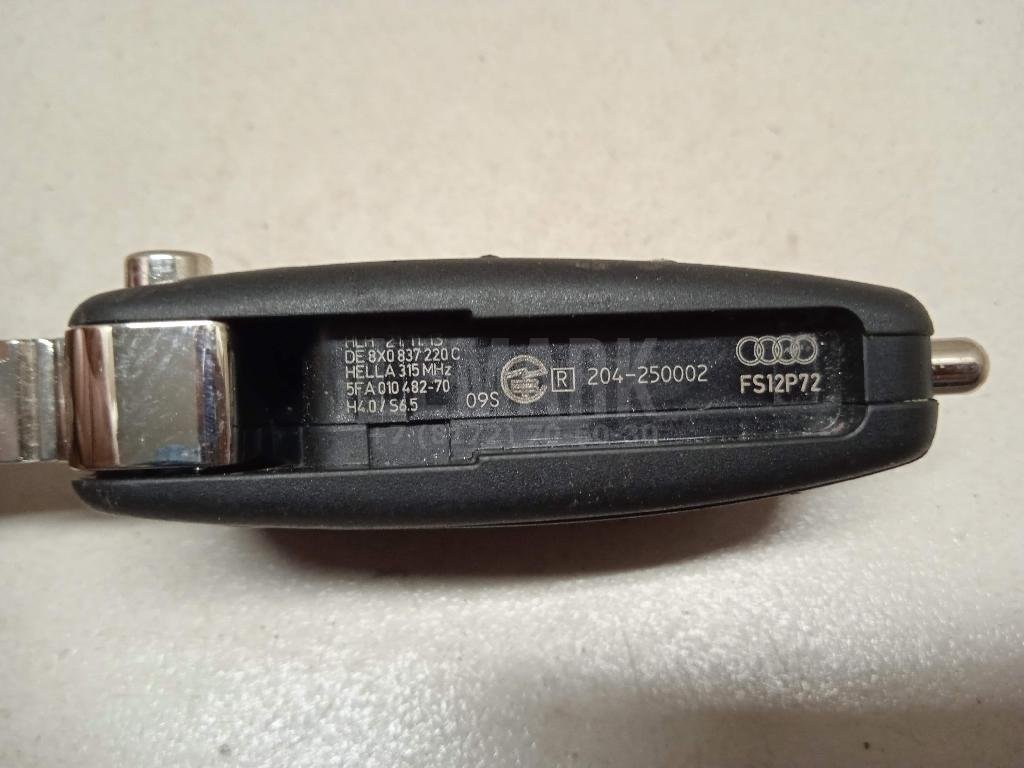 DE 8X0 837 220 C
HELLA 315 MHz
5FA 010 482-70
H4.0 / S6.5
09S
R 204-250002
FS12P72